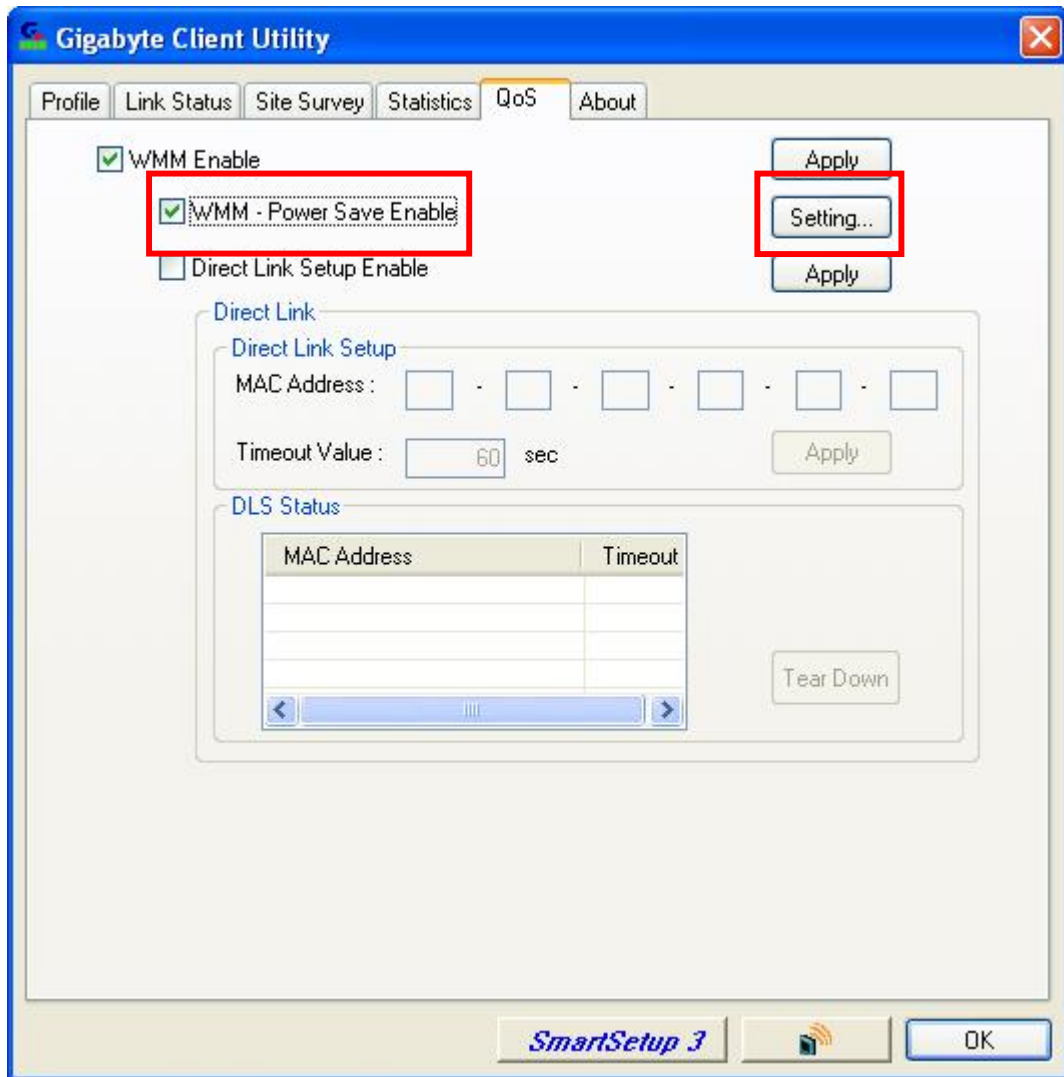 Gigabyte Client Utility
Profile Link Status Site Survey Statistics QoS About
WMM Enable Apply
WMM - Power Save Enable Setting...
Direct Link Setup Enable Apply
Direct Link
Direct Link Setup
MAC Address : - - - - -
Timeout Value : 60 sec Apply
DLS Status
MAC Address Timeout
Tear Down
SmartSetup 3 OK